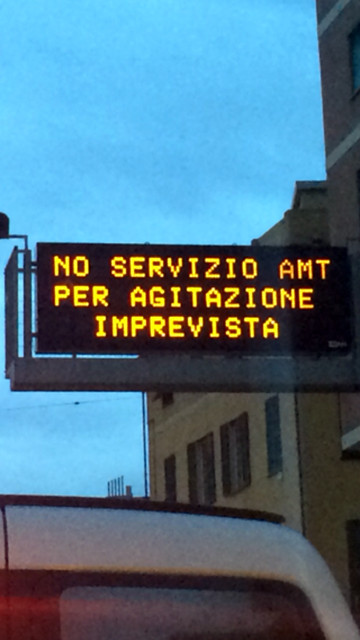 NO SERVIZIO AMT
PER AGITAZIONE
IMPREVISTA